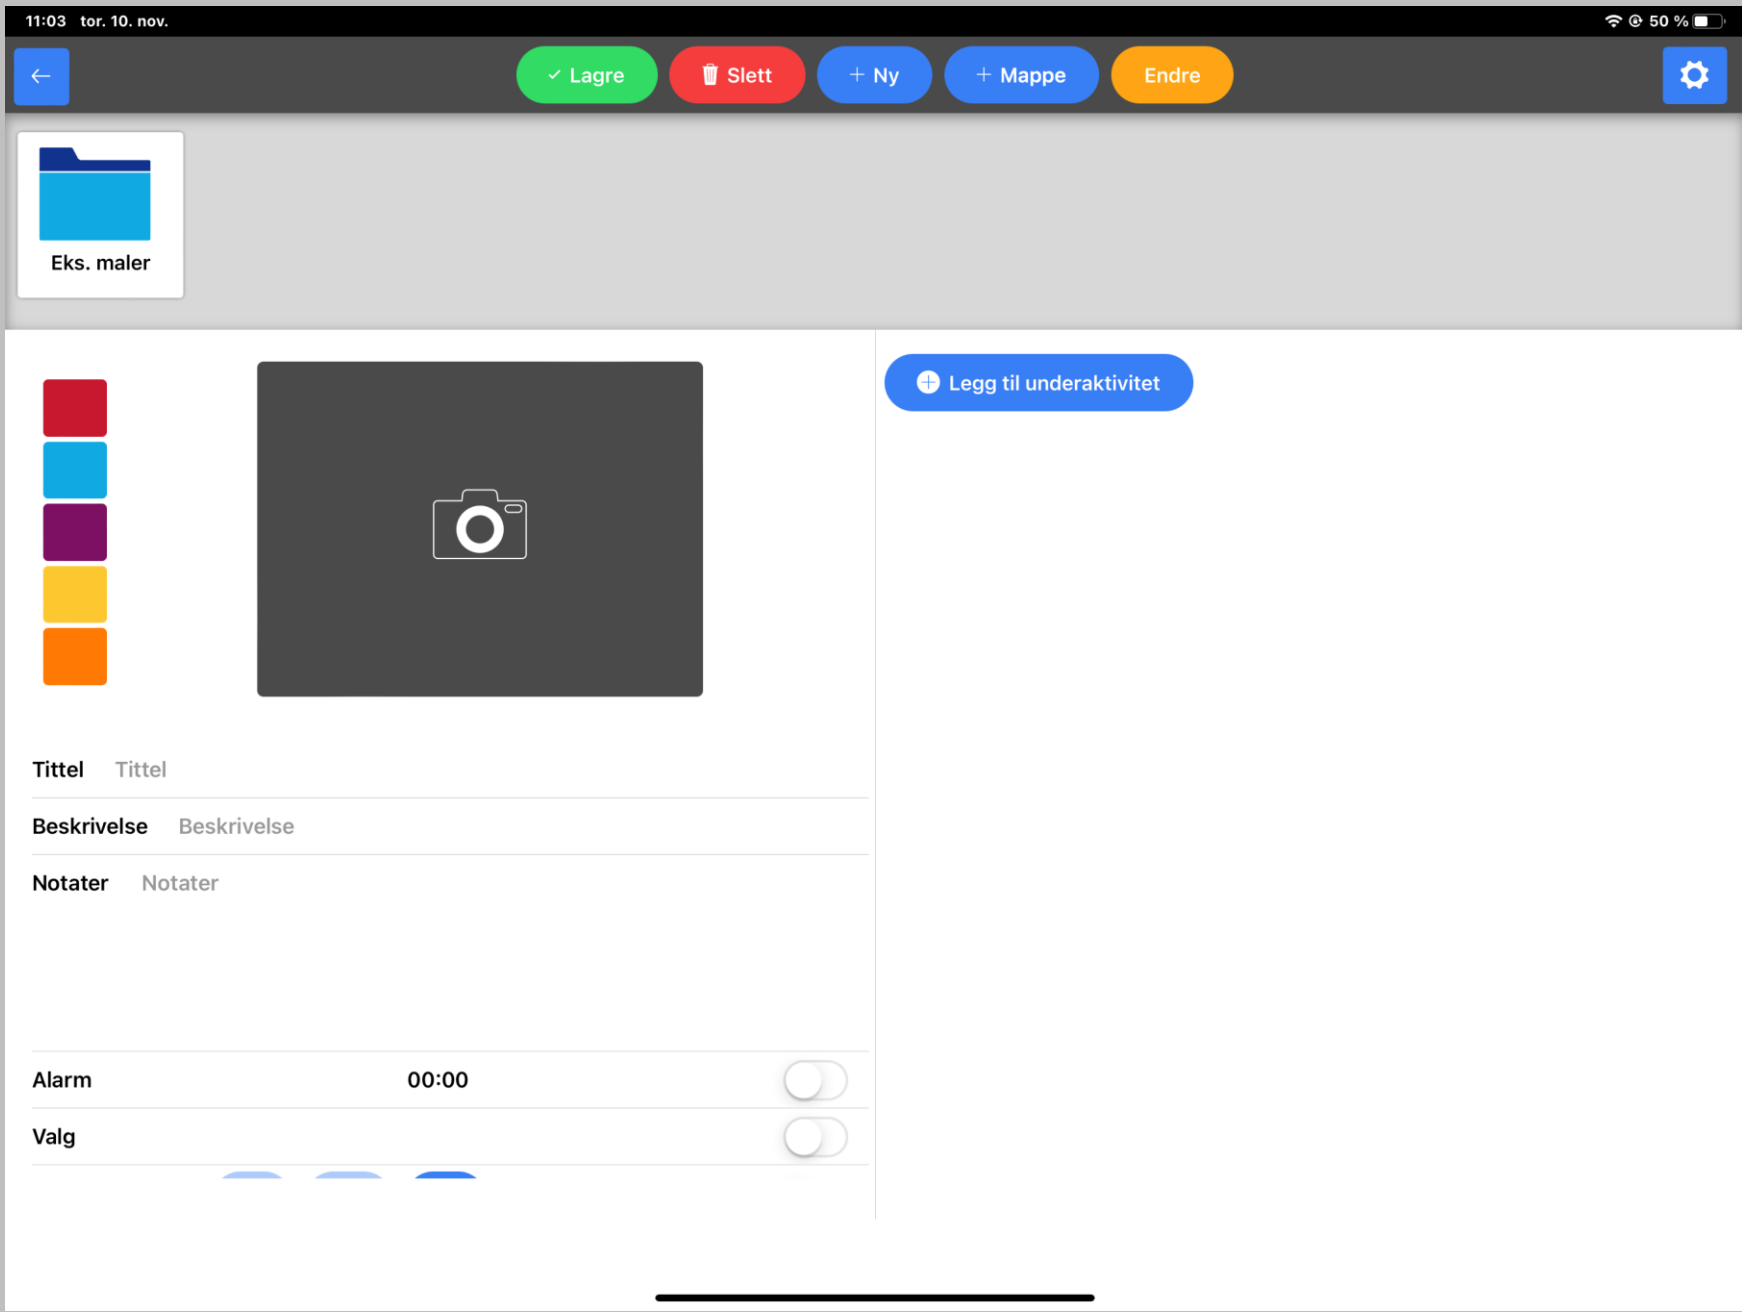 11:03 tor. 10. nov.
50 %
Lagre
Slett
Ny
Mappe
Endre
Eks. maler
Legg til underaktivitet
Tittel Tittel
Beskrivelse Beskrivelse
Notater Notater
Alarm 00:00
Valg